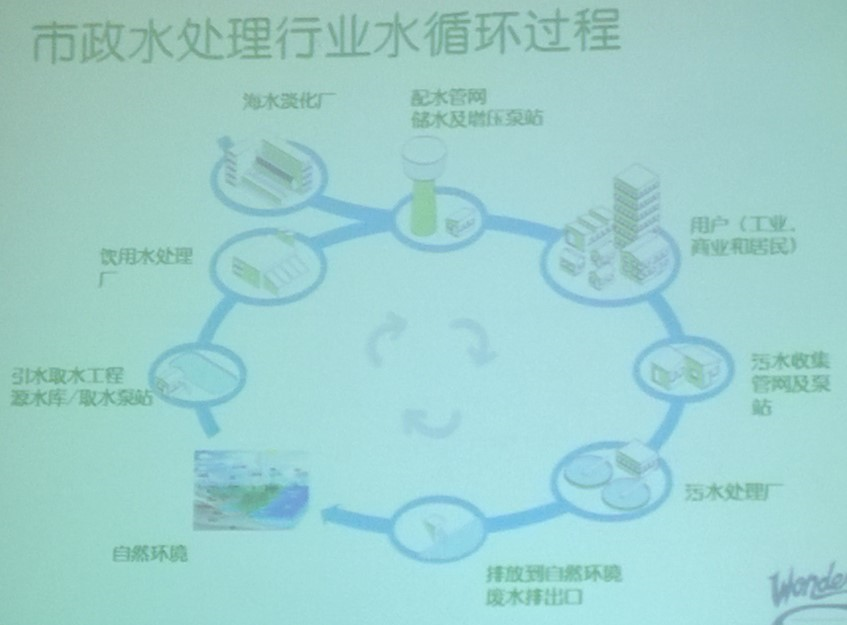 市政水处理行业水循环过程
海水淡化厂
配水管网
储水及增压泵站
用户（工业、
商业和居民）
饮用水处理
厂
引水取水工程
源水库/取水泵站
污水收集
管网及泵
站
污水处理厂
自然环境
排放到自然环境
废水排出口